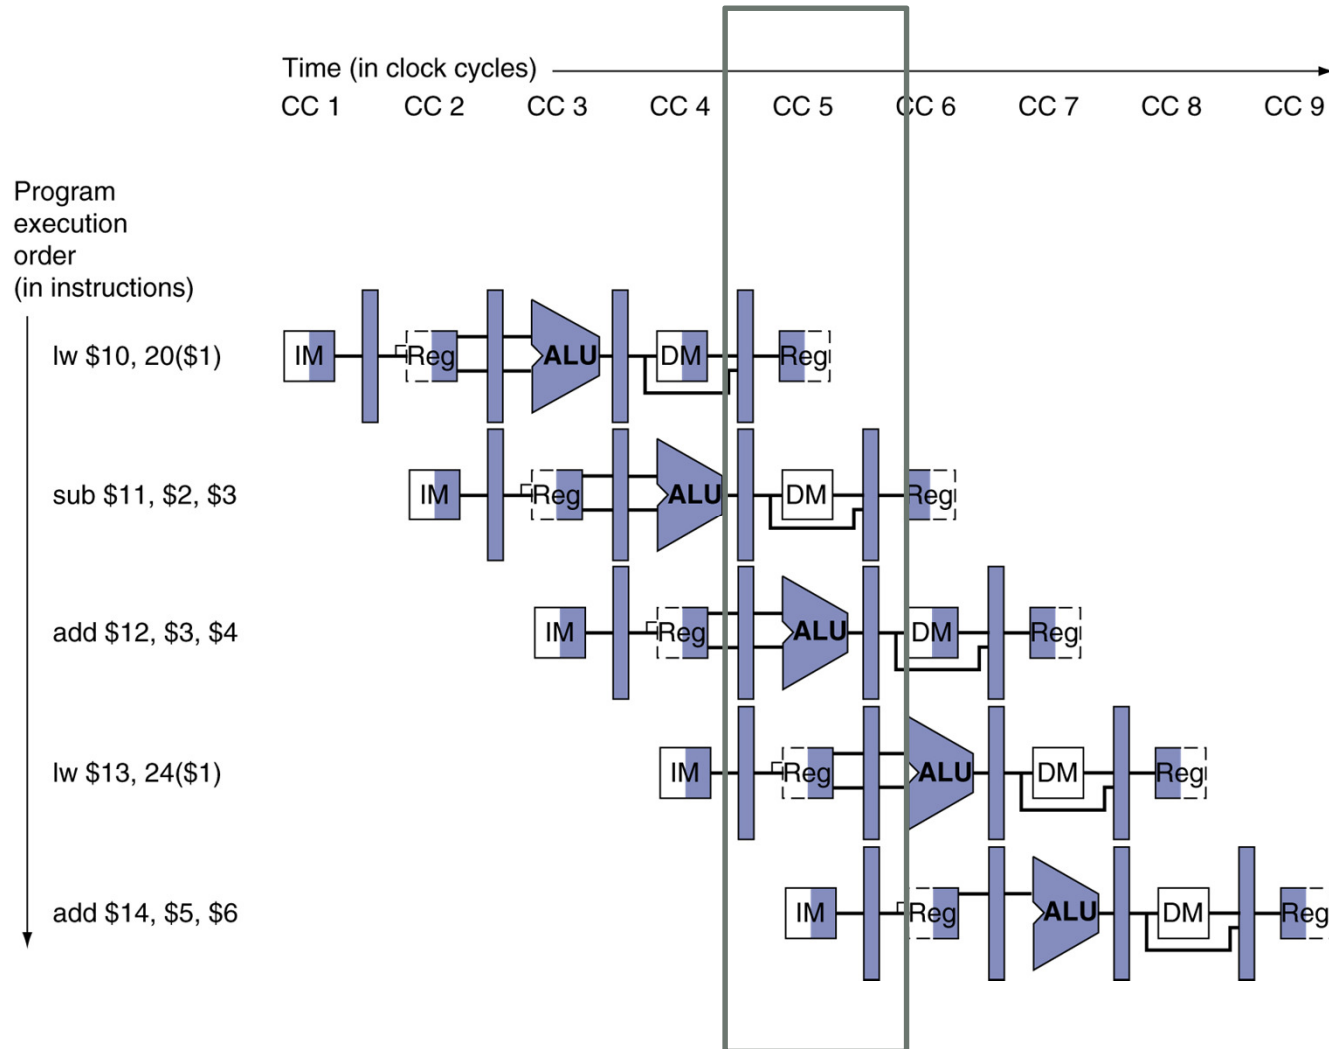 Time (in clock cycles)
CC 1 CC 2 CC 3 CC 4 CC 5 CC 6 CC 7 CC 8 CC 9
Program
execution
order
(in instructions)
lw $10, 20($1) IM Reg ALU DM Reg
sub $11, $2, $3 IM Reg ALU DM Reg
add $12, $3, $4 IM Reg ALU DM Reg
lw $13, 24($1) IM Reg ALU DM Reg
add $14, $5, $6 IM Reg ALU DM Reg